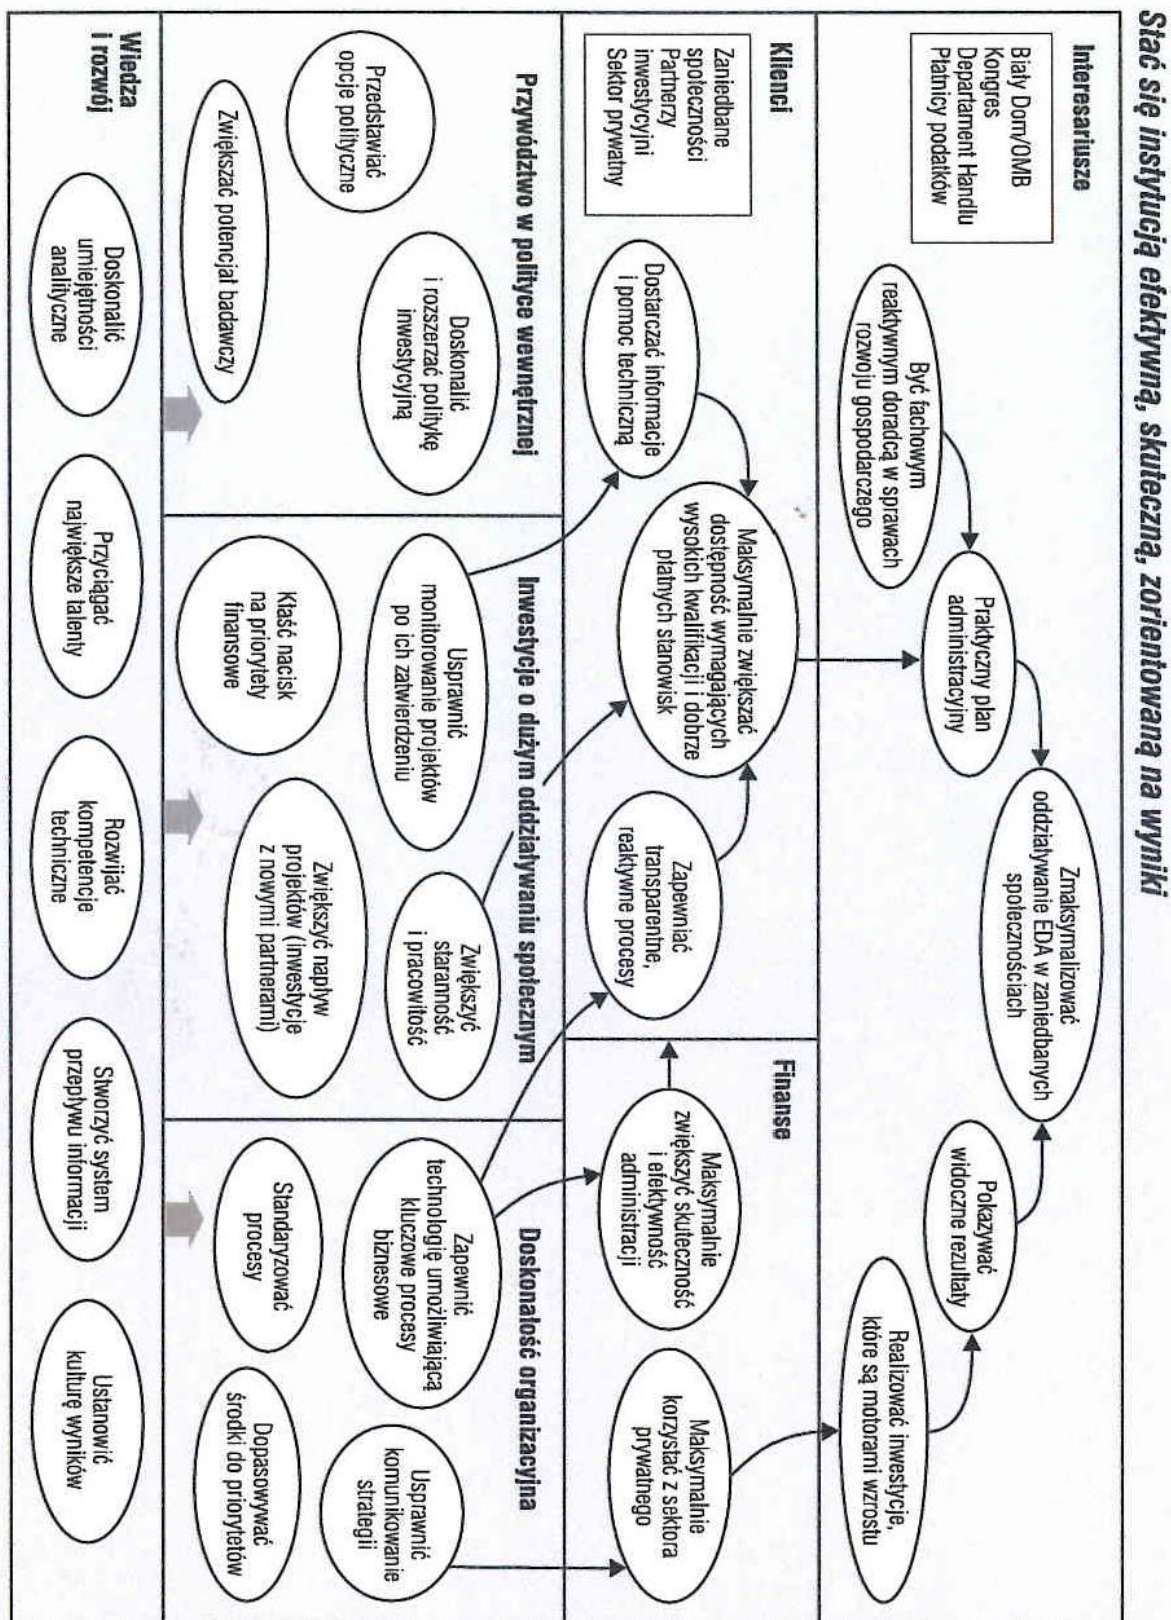 Stać się instytucją efektywną, skuteczną, zorientowaną na wyniki
Interesariusze
Biały Dom/OMB
Kongres
Departament Handlu
Płatnicy podatków
Zmaksymalizować
oddziaływanie EDA w zaniedbanych
społecznościach
Praktyczny plan
administracyjny
Pokazywać
widoczne rezultaty
Być fachowym
reaktywnym doradcą w sprawach
rozwoju gospodarczego
Realizować inwestycje,
które są motorami wzrostu
Klienci
Zaniedbane
społeczności
Partnerzy
inwestycyjni
Sektor prywatny
Maksymalnie zwiększać
dostępność wymagających
wysokich kwalifikacji i dobrze
płatnych stanowisk
Dostarczać informacje
i pomoc techniczną
Zapewniać
transparentne,
reaktywne procesy
Finanse
Maksymalnie
zwiększyć skuteczność
i efektywność
administracji
Maksymalnie
korzystać z sektora
prywatnego
Przywództwo w polityce wewnętrznej
Doskonalić
i rozszerzać politykę
inwestycyjną
Przedstawiać
opcje polityczne
Zwiększać potencjał badawczy
Inwestycje o dużym oddziaływaniu społecznym
Usprawnić
monitorowanie projektów
po ich zatwierdzeniu
Zwiększyć
staranność
i pracowitość
Kłaść nacisk
na priorytety
finansowe
Zwiększyć napływ
projektów (inwestycje
z nowymi partnerami)
Doskonałość organizacyjna
Zapewnić
technologię umożliwiającą
kluczowe procesy
biznesowe
Usprawnić
komunikowanie
strategii
Standaryzować
procesy
Dopasowywać
środki do priorytetów
Wiedza
i rozwój
Doskonalić
umiejętności
analityczne
Przyciągać
największe talenty
Rozwijać
kompetencje
techniczne
Stworzyć system
przepływu informacji
Ustanowić
kulturę wyników